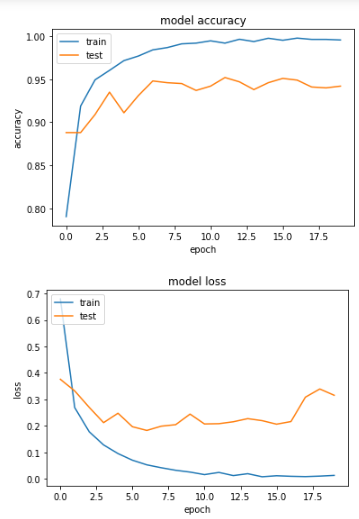 model accuracy
1.00
0.95
0.90
0.85
0.80
accuracy
train
test
0.0 2.5 5.0 7.5 10.0 12.5 15.0 17.5
epoch
model loss
0.7
0.6
0.5
0.4
0.3
0.2
0.1
0.0
loss
train
test
0.0 2.5 5.0 7.5 10.0 12.5 15.0 17.5
epoch